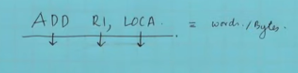 ADD R1, LOCA. = words/Bytes.